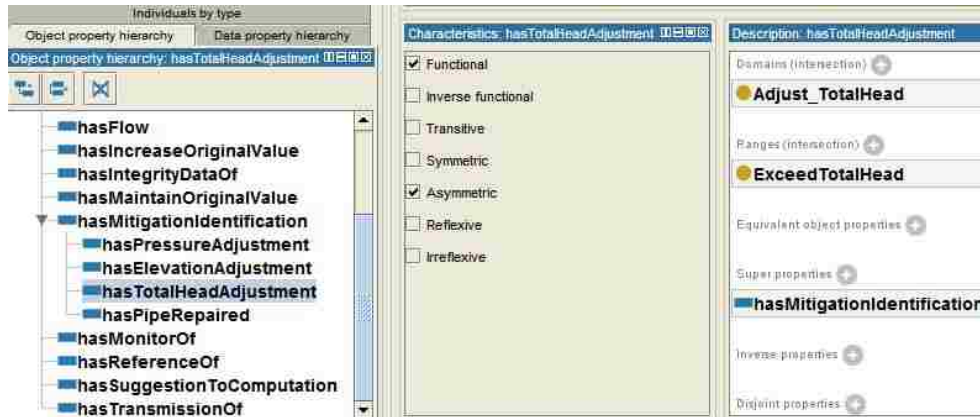 Individuals by type
Object property hierarchy
Data property hierarchy
Object property hierarchy: hasTotalHeadAdjustment
hasFlow
hasIncreaseOriginalValue
hasIntegrityDataOf
hasMaintainOriginalValue
hasMitigationIdentification
hasPressureAdjustment
hasElevationAdjustment
hasTotalHeadAdjustment
hasPipeRepaired
hasMonitorOf
hasReferenceOf
hasSuggestionToComputation
hasTransmissionOf
Characteristics: hasTotalHeadAdjustment
Functional
Inverse functional
Transitive
Symmetric
Asymmetric
Reflexive
Irreflexive
Description: hasTotalHeadAdjustment
Domains (intersection)
Adjust_TotalHead
Ranges (intersection)
ExceedTotalHead
Equivalent object properties
Super properties
hasMitigationIdentification
Inverse properties
Disjoint properties